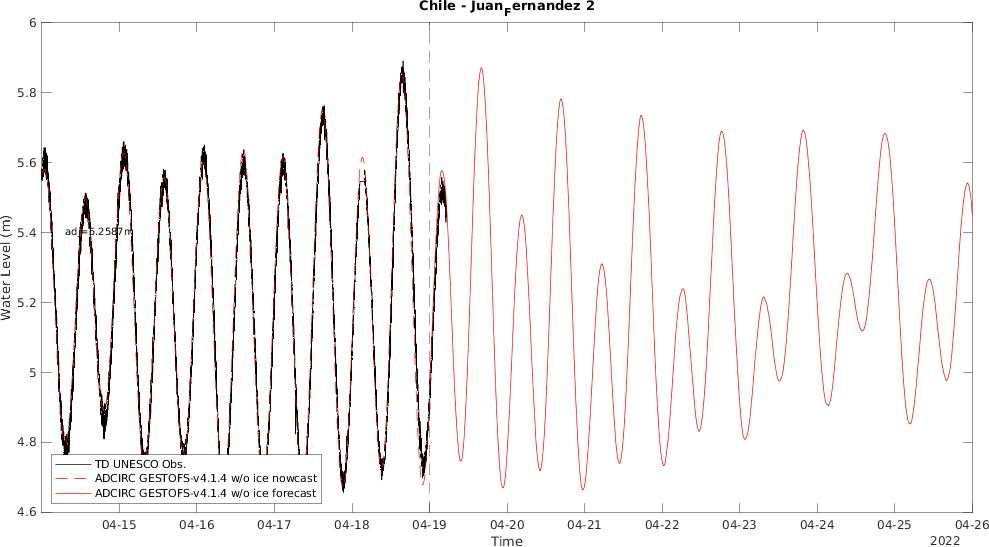 Chile - JuanFernandez 2
6
5.8
5.6
5.4
5.2
5
4.8
4.6
Water Level (m)
adj=5.2587m
TD UNESCO Obs.
ADCIRC GESTOFS-v4.1.4 w/o ice nowcast
ADCIRC GESTOFS-v4.1.4 w/o ice forecast
04-15 04-16 04-17 04-18 04-19 04-20 04-21 04-22 04-23 04-24 04-25 04-26
Time
2022